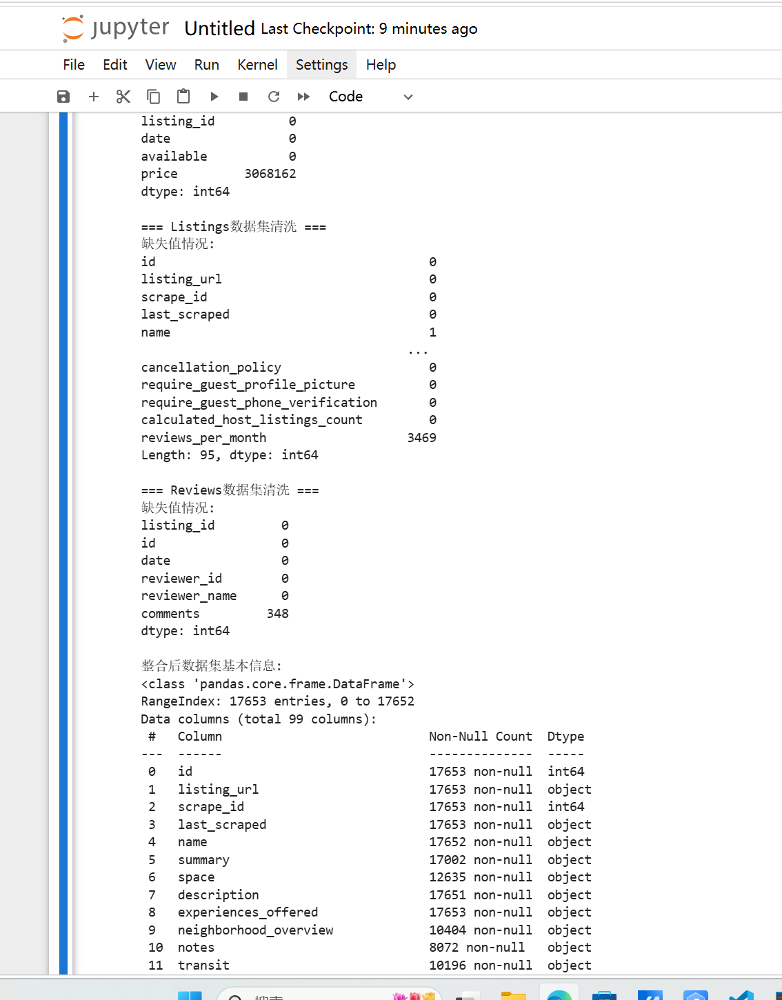 jupyter Untitled Last Checkpoint: 9 minutes ago
File Edit View Run Kernel Settings Help
Code
listing_id 0
date 0
available 0
price 3068162
dtype: int64
=== Listings数据集清洗 ===
缺失值情况:
id 0
listing_url 0
scrape_id 0
last_scraped 0
name 1
...
cancellation_policy 0
require_guest_profile_picture 0
require_guest_phone_verification 0
calculated_host_listings_count 0
reviews_per_month 3469
Length: 95, dtype: int64
=== Reviews数据集清洗 ===
缺失值情况:
listing_id 0
id 0
date 0
reviewer_id 0
reviewer_name 0
comments 348
dtype: int64
整合后数据集基本信息:
<class 'pandas.core.frame.DataFrame'>
RangeIndex: 17653 entries, 0 to 17652
Data columns (total 99 columns):
# Column Non-Null Count Dtype
--- ------ -------------- -----
0 id 17653 non-null int64
1 listing_url 17653 non-null object
2 scrape_id 17653 non-null int64
3 last_scraped 17653 non-null object
4 name 17652 non-null object
5 summary 17002 non-null object
6 space 12635 non-null object
7 description 17651 non-null object
8 experiences_offered 17653 non-null object
9 neighborhood_overview 10404 non-null object
10 notes 8072 non-null object
11 transit 10196 non-null object
搜索